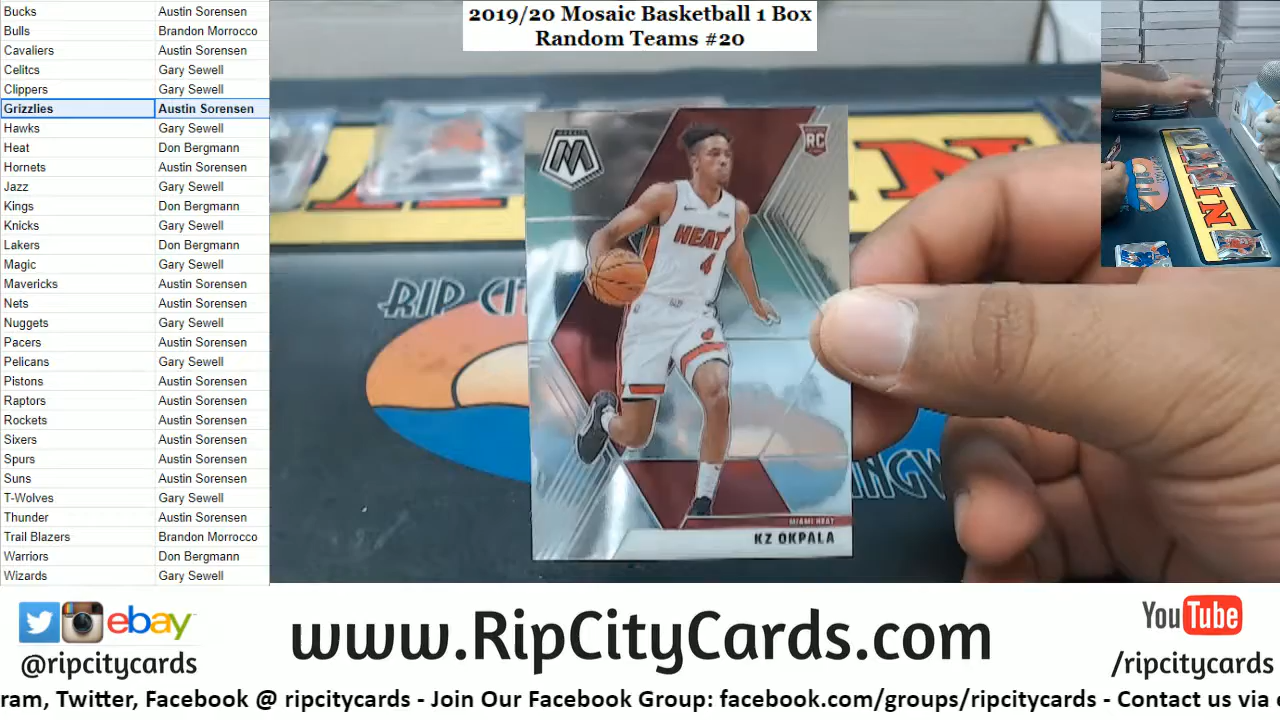 2019/20 Mosaic Basketball 1 Box
Random Teams #20
Bucks Austin Sorensen
Bulls Brandon Morrocco
Cavaliers Austin Sorensen
Celitcs Gary Sewell
Clippers Gary Sewell
Grizzlies Austin Sorensen
Hawks Gary Sewell
Heat Don Bergmann
Hornets Austin Sorensen
Jazz Gary Sewell
Kings Don Bergmann
Knicks Gary Sewell
Lakers Don Bergmann
Magic Gary Sewell
Mavericks Austin Sorensen
Nets Austin Sorensen
Nuggets Gary Sewell
Pacers Austin Sorensen
Pelicans Gary Sewell
Pistons Austin Sorensen
Raptors Austin Sorensen
Rockets Austin Sorensen
Sixers Austin Sorensen
Spurs Austin Sorensen
Suns Austin Sorensen
T-Wolves Gary Sewell
Thunder Austin Sorensen
Trail Blazers Brandon Morrocco
Warriors Don Bergmann
Wizards Gary Sewell
MOSAIC
M
RC
HEAT
4
MIAMI HEAT
KZ OKPALA
RIP CI
INGW
ebay
@ripcitycards
www.RipCityCards.com
YouTube
/ripcitycards
ram, Twitter, Facebook @ ripcitycards - Join Our Facebook Group: facebook.com/groups/ripcitycards - Contact us via